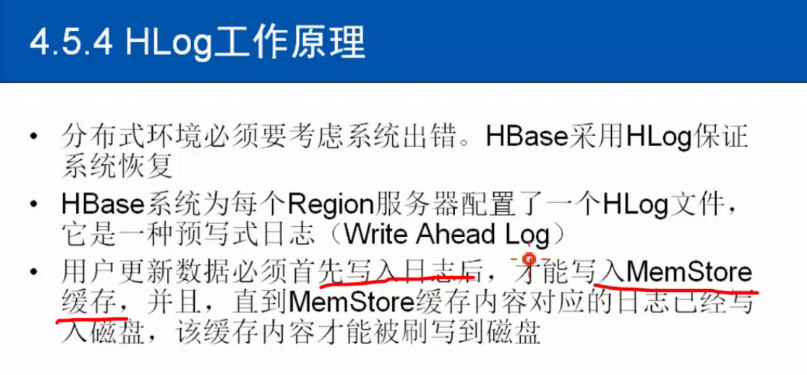 4.5.4 HLog工作原理
• 分布式环境必须要考虑系统出错。HBase采用HLog保证
系统恢复
• HBase系统为每个Region服务器配置了一个HLog文件，
它是一种预写式日志（Write Ahead Log）
• 用户更新数据必须首先写入日志后，才能写入MemStore
缓存，并且，直到MemStore缓存内容对应的日志已经写
入磁盘，该缓存内容才能被刷写到磁盘